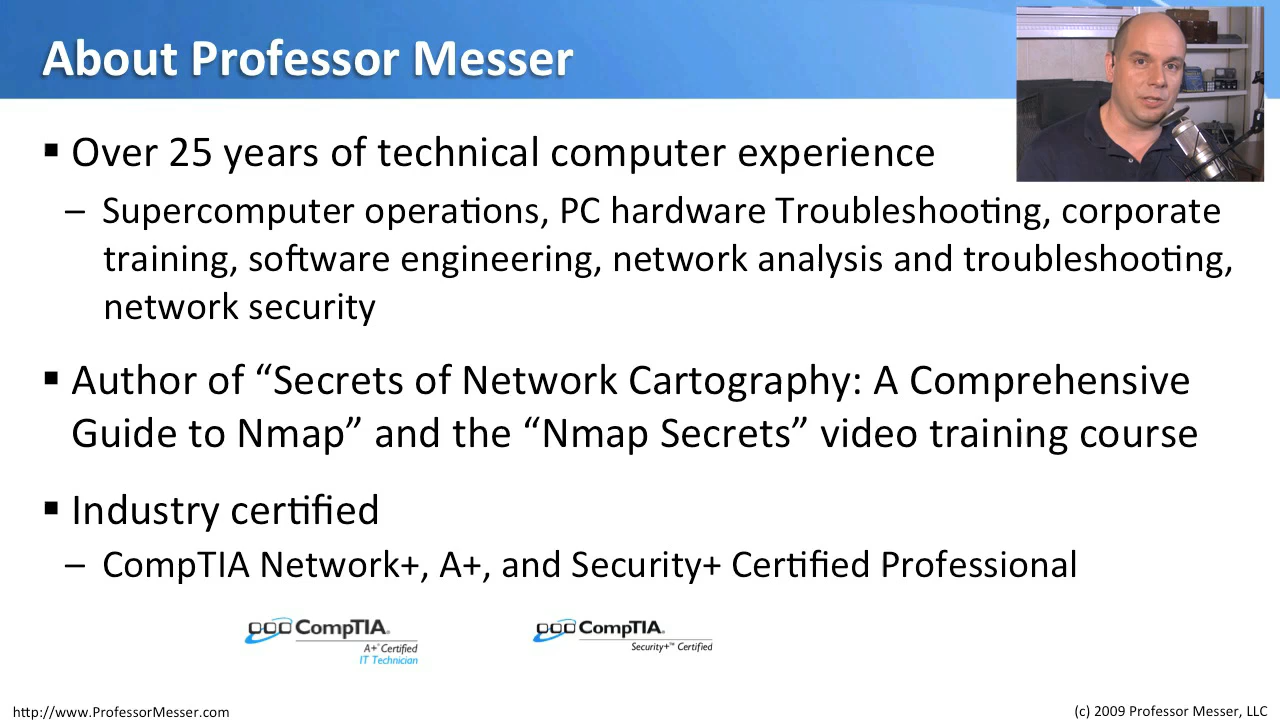 About Professor Messer
▪ Over 25 years of technical computer experience
– Supercomputer operations, PC hardware Troubleshooting, corporate
training, software engineering, network analysis and troubleshooting,
network security
▪ Author of “Secrets of Network Cartography: A Comprehensive
Guide to Nmap” and the “Nmap Secrets” video training course
▪ Industry certified
– CompTIA Network+, A+, and Security+ Certified Professional
CompTIA®
A+® Certified
IT Technician
CompTIA®
Security+™ Certified
http://www.ProfessorMesser.com
(c) 2009 Professor Messer, LLC